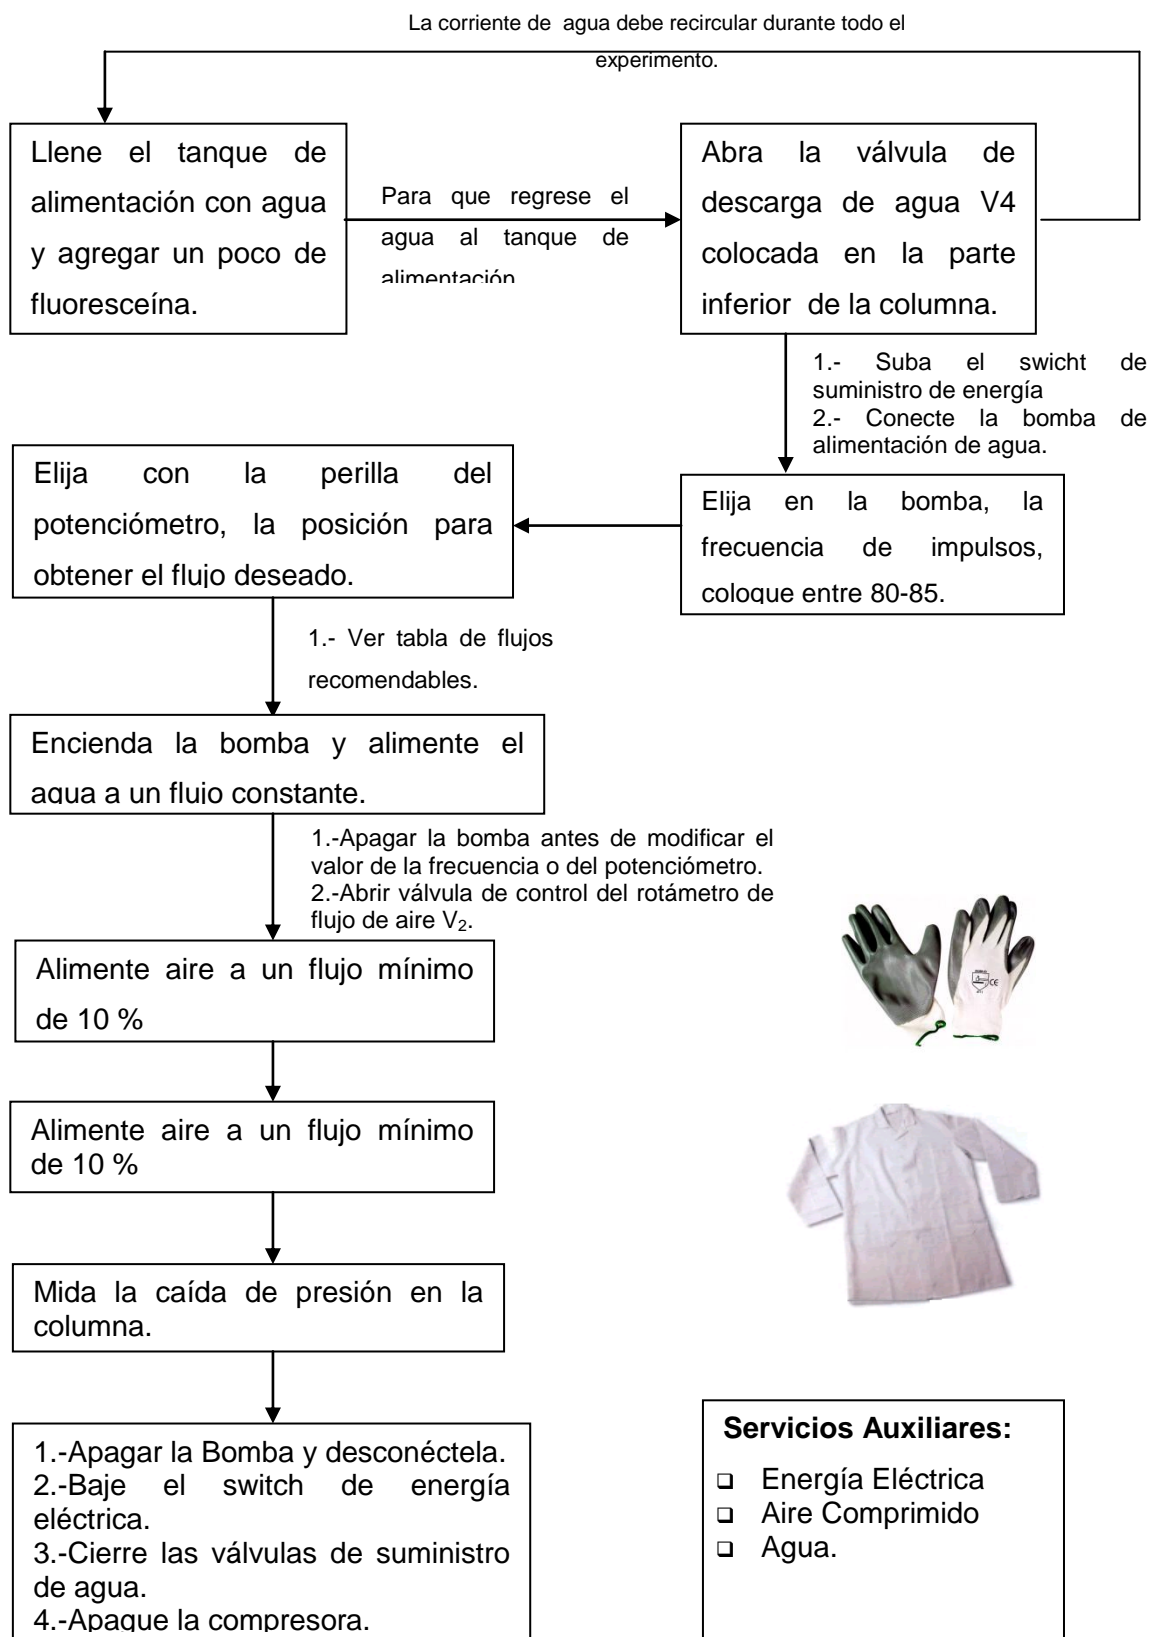 La corriente de agua debe recircular durante todo el
experimento.
Llene el tanque de
alimentación con agua
y agregar un poco de
fluoresceína.
Para que regrese el
agua al tanque de
alimentación
Abra la válvula de
descarga de agua V4
colocada en la parte
inferior de la columna.
1.- Suba el swicht de
suministro de energía
2.- Conecte la bomba de
alimentación de agua.
Elija en la bomba, la
frecuencia de impulsos,
coloque entre 80-85.
Elija con la perilla del
potenciómetro, la posición para
obtener el flujo deseado.
1.- Ver tabla de flujos
recomendables.
Encienda la bomba y alimente el
agua a un flujo constante.
1.-Apagar la bomba antes de modificar el
valor de la frecuencia o del potenciómetro.
2.-Abrir válvula de control del rotámetro de
flujo de aire V2.
Alimente aire a un flujo mínimo
de 10 %
Alimente aire a un flujo mínimo
de 10 %
Mida la caída de presión en la
columna.
1.-Apagar la Bomba y desconéctela.
2.-Baje el switch de energía
eléctrica.
3.-Cierre las válvulas de suministro
de agua.
4.-Apague la compresora.
CE
Servicios Auxiliares:
❑ Energía Eléctrica
❑ Aire Comprimido
❑ Agua.